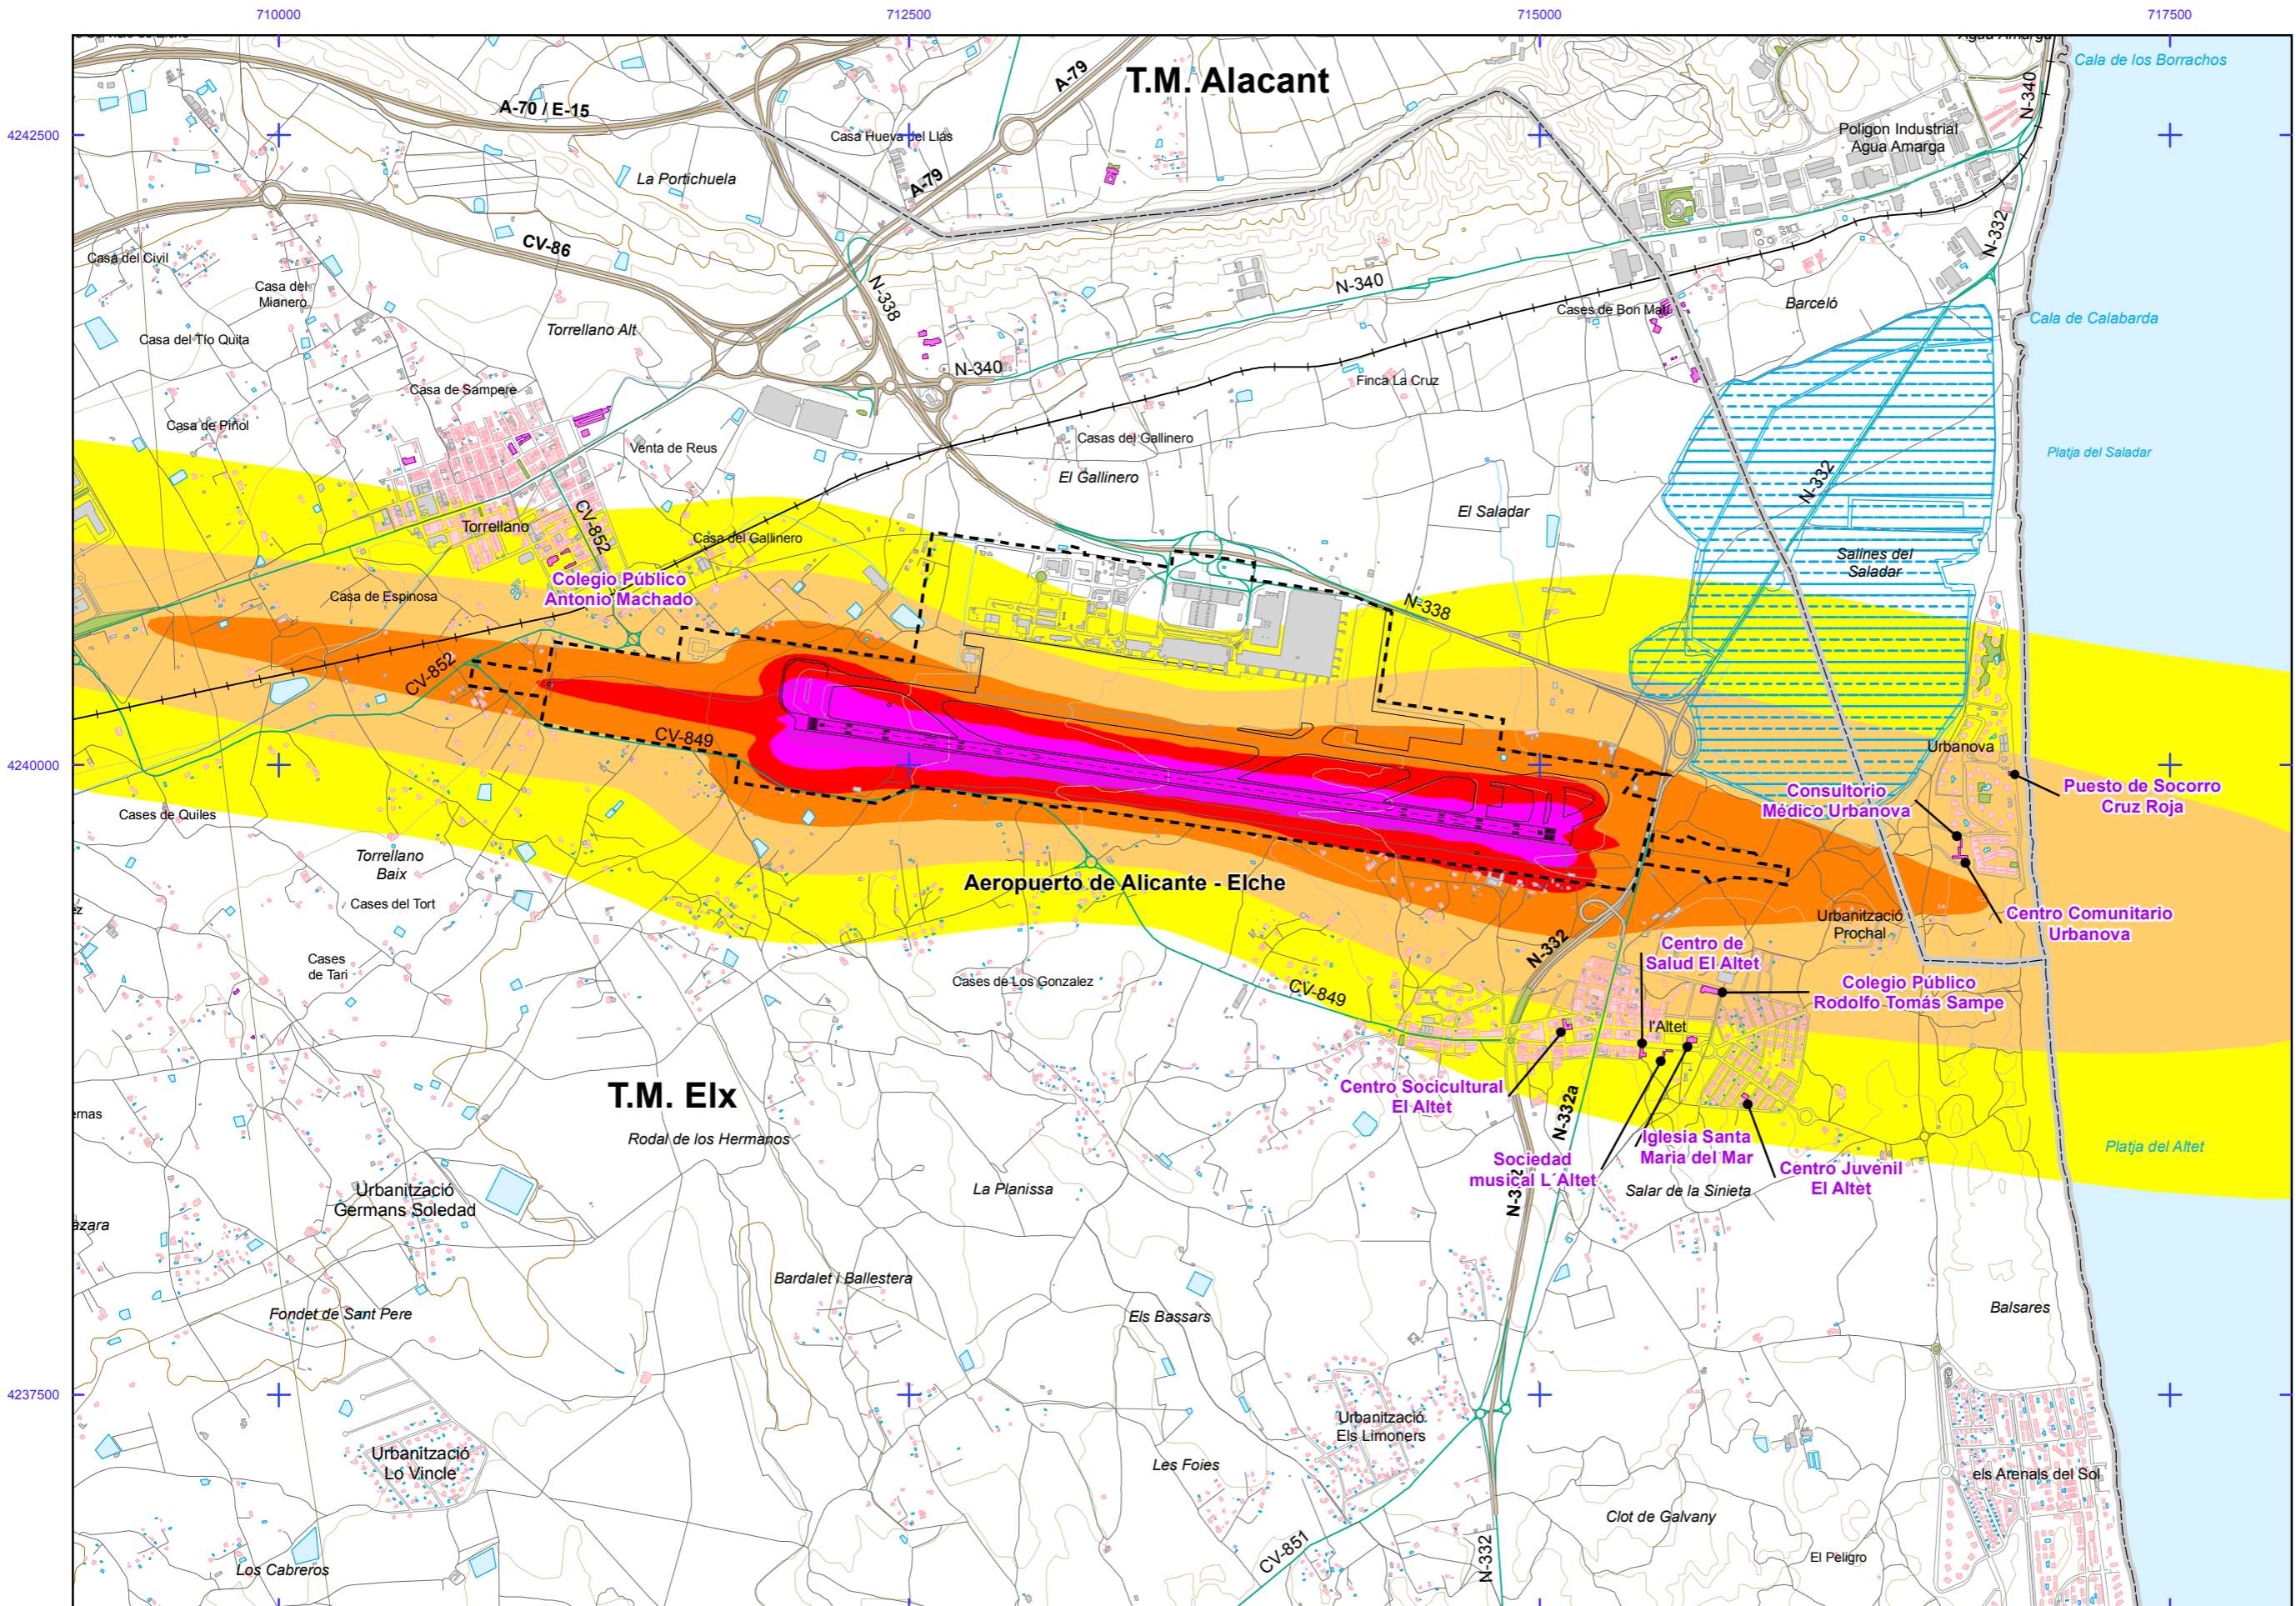 710000
712500
715000
717500
T.M. Alacant
Cala de los Borrachos
A-79
A-70 / E-15
N-340
4242500
Casa Hueva del Llás
Poligon Industrial
Agua Amarga
La Portichuela
A-79
N-332
CV-86
Casa del Civil
Casa del
Mianero
N-338
N-340
Barceló
Cases de Bon Matí
Cala de Calabarda
Torrellano Alt
Casa del Tío Quita
N-340
Casa de Sampere
Finca La Cruz
Casa de Piñol
Venta de Reus
Casas del Gallinero
Platja del Saladar
El Gallinero
N-332
El Saladar
CV-852
Torrellano
Casa del Gallinero
Salines del
Saladar
Colegio Público
Antonio Machado
Casa de Espinosa
N-338
CV-852
CV-849
Urbanova
4240000
Consultorio
Médico Urbanova
Puesto de Socorro
Cruz Roja
Cases de Quiles
Torrellano
Baix
Aeropuerto de Alicante - Elche
Cases del Tort
ez
Urbanització
Prochal
Centro Comunitario
Urbanova
N-332
Centro de
Salud El Altet
Cases
de Tari
Cases de Los Gonzalez
CV-849
Colegio Público
Rodolfo Tomás Sampe
l'Altet
Centro Socicultural
El Altet
T.M. Elx
ernas
N-332a
Rodal de los Hermanos
Iglesia Santa
Maria del Mar
Platja del Altet
Sociedad
musical L´Altet
Centro Juvenil
El Altet
Urbanització
Germans Soledad
La Planissa
N-332
Salar de la Sinieta
azara
Bardalet i Ballestera
Fondet de Sant Pere
Els Bassars
Balsares
4237500
Urbanització
Els Limoners
Urbanització
Lo Vincle
Les Foies
els Arenals del Sol
Clot de Galvany
CV-851
N-332
El Peligro
Los Cabreros